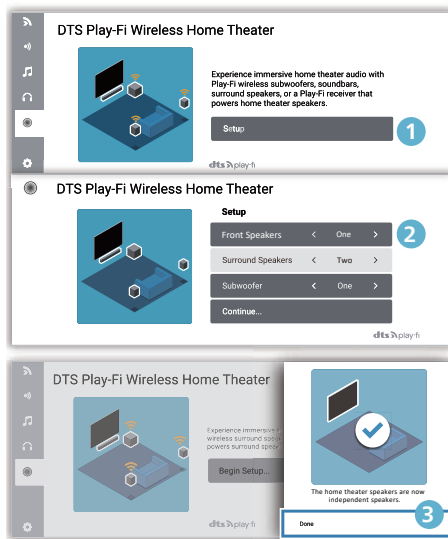 DTS Play-Fi Wireless Home Theater
Experience immersive home theater audio with
Play-Fi wireless subwoofers, soundbars,
surround speakers, or a Play-Fi receiver that
powers home theater speakers.
Setup
1
dts play-fi
DTS Play-Fi Wireless Home Theater
Setup
Front Speakers < One >
2
Surround Speakers < Two >
Subwoofer < One >
Continue...
dts play-fi
DTS Play-Fi Wireless Home Theater
Experience immersive
wireless surround
powers surround
Begin Setup...
dts play-fi
The home theater speakers are now
independent speakers.
3
Done